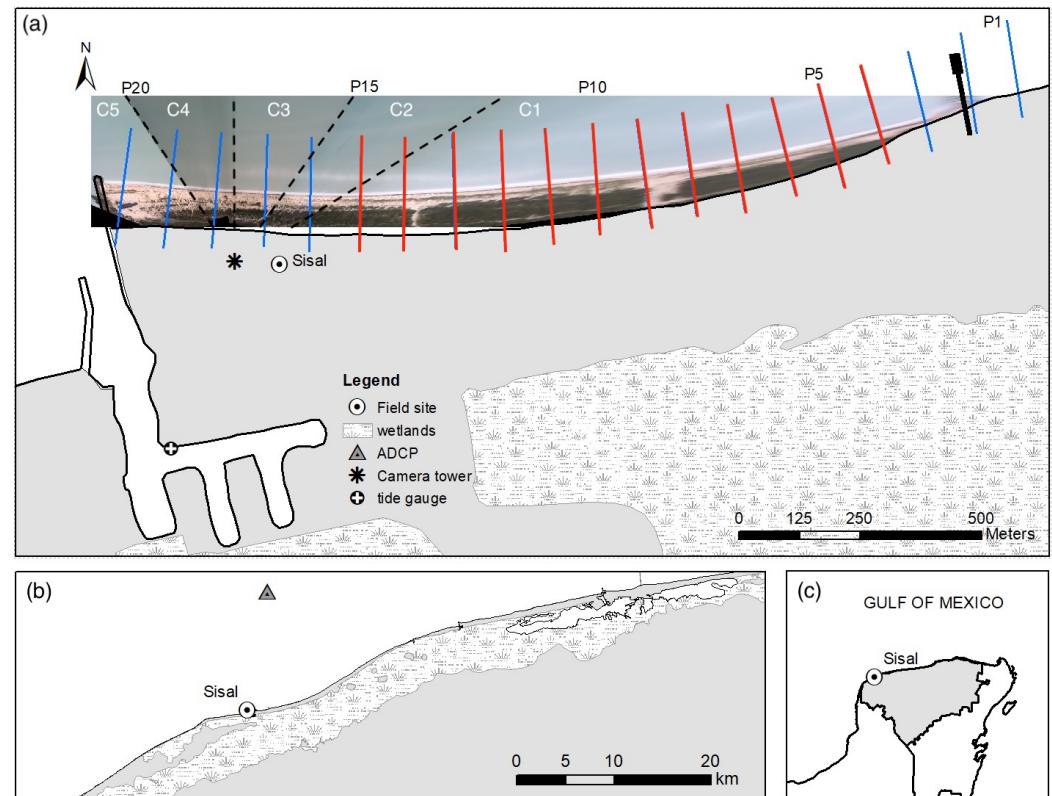 (a)
N
P1
P20
P15
P10
P5
C5
C4
C3
C2
C1
Sisal
Legend
Field site
wetlands
ADCP
Camera tower
tide gauge
0 125 250 500
Meters
(b)
Sisal
0 5 10 20
km
(c)
GULF OF MEXICO
Sisal